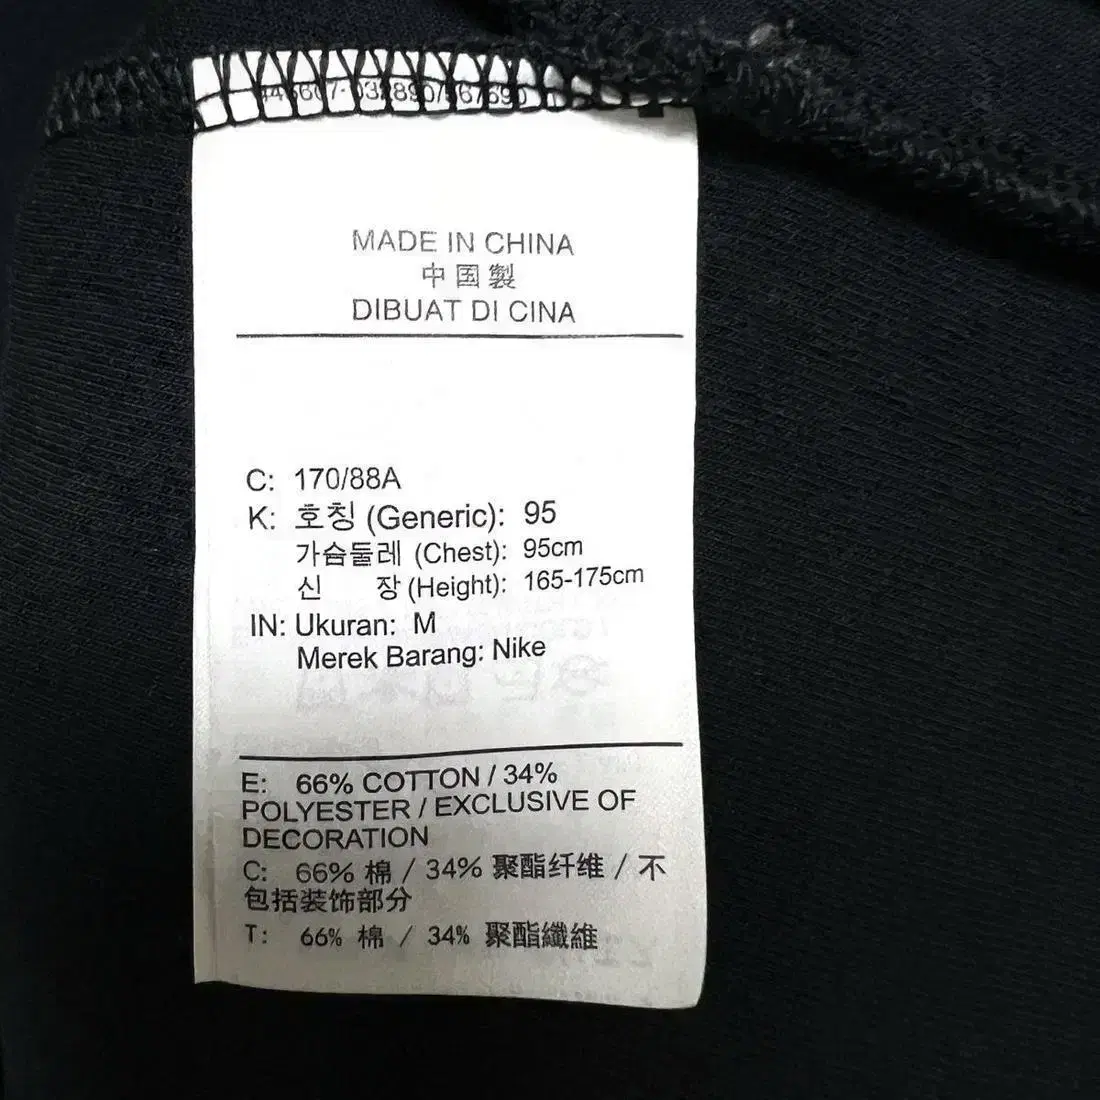 MADE IN CHINA
中国製
DIBUAT DI CINA
C: 170/88A
K: 호칭 (Generic): 95
가슴둘레 (Chest): 95cm
신 장 (Height): 165-175cm
IN: Ukuran: M
Merek Barang: Nike
E: 66% COTTON / 34%
POLYESTER / EXCLUSIVE OF
DECORATION
C: 66% 棉 / 34% 聚酯纤维 / 不
包括装饰部分
T: 66% 棉 / 34% 聚酯纖維